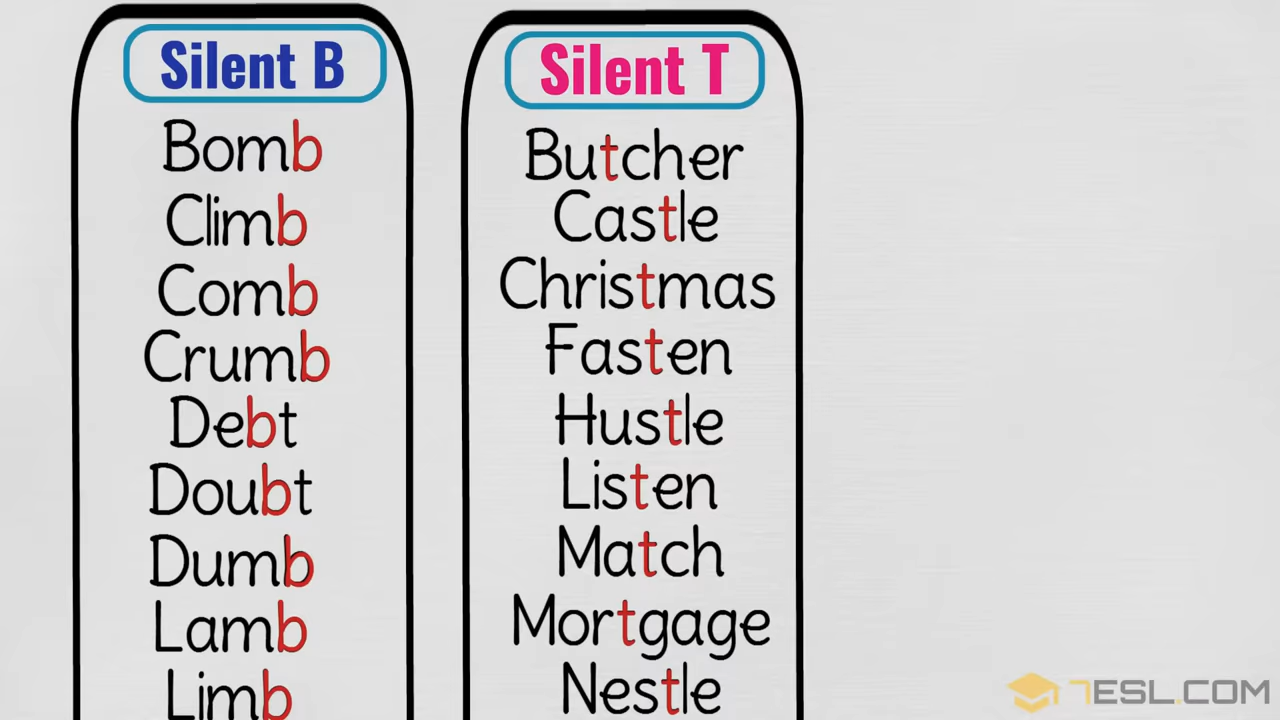 Silent B
Bomb
Climb
Comb
Crumb
Debt
Doubt
Dumb
Lamb
Limb
Silent T
Butcher
Castle
Christmas
Fasten
Hustle
Listen
Match
Mortgage
Nestle
7ESL.COM